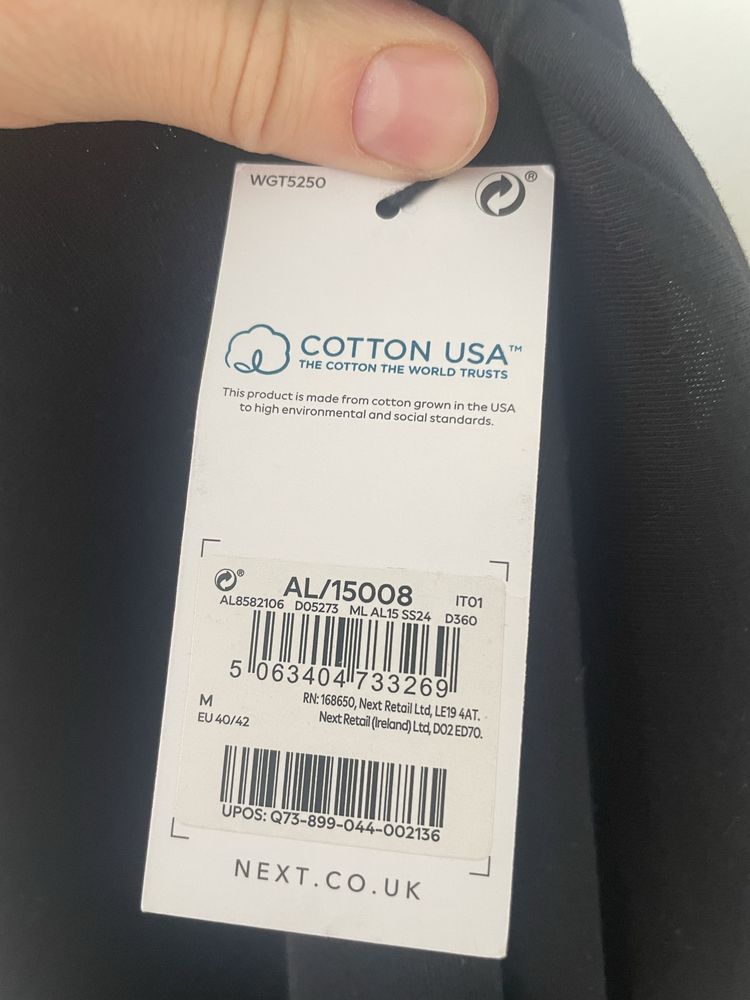 WGT5250
®
COTTON USA™
THE COTTON THE WORLD TRUSTS
This product is made from cotton grown in the USA
to high environmental and social standards.
®
AL/15008
IT01
AL8582106 D05273 ML AL15 SS24 D360
5 063404 733269
M
EU 40/42
RN: 168650, Next Retail Ltd, LE19 4AT.
Next Retail (Ireland) Ltd, D02 ED70.
UPOS: Q73-899-044-002136
NEXT.CO.UK